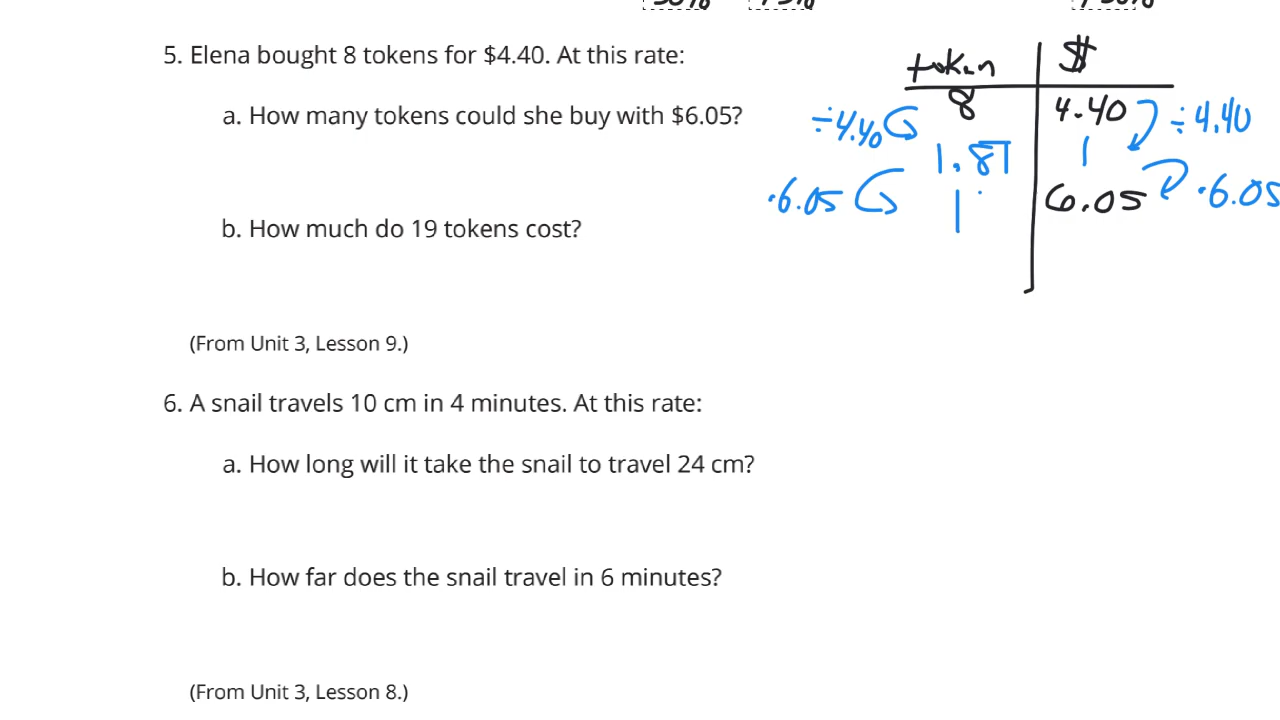 5. Elena bought 8 tokens for $4.40. At this rate:
token $
8 4.40
a. How many tokens could she buy with $6.05?
÷4.40 ÷4.40
1.81 1
·6.05 1 6.05 ·6.05
b. How much do 19 tokens cost?
(From Unit 3, Lesson 9.)
6. A snail travels 10 cm in 4 minutes. At this rate:
a. How long will it take the snail to travel 24 cm?
b. How far does the snail travel in 6 minutes?
(From Unit 3, Lesson 8.)